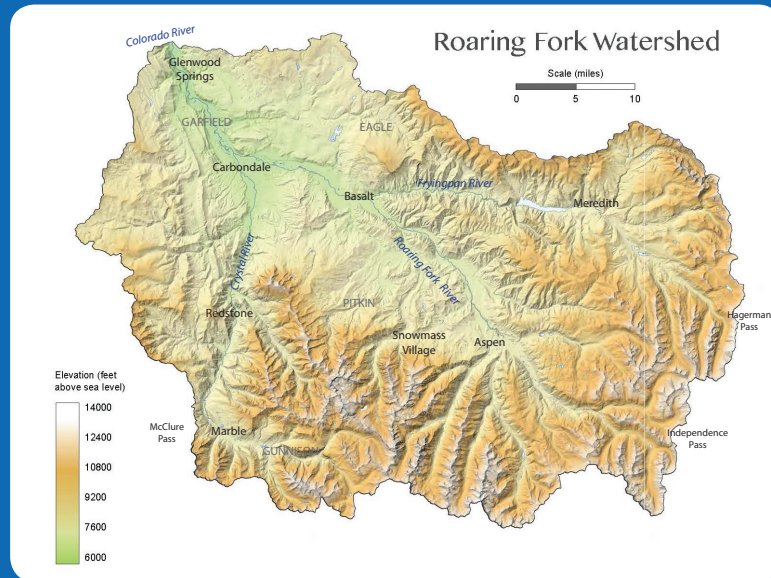 Roaring Fork Watershed
Scale (miles)
0 5 10
Colorado River
Glenwood
Springs
GARFIELD
EAGLE
Carbondale
Basalt
Fryingpan River
Meredith
Crystal River
Roaring Fork River
Redstone
PITKIN
Snowmass
Village
Aspen
Hagerman
Pass
McClure
Pass
Marble
GUNNISON
Independence
Pass
Elevation (feet
above sea level)
14000
12400
10800
9200
7600
6000